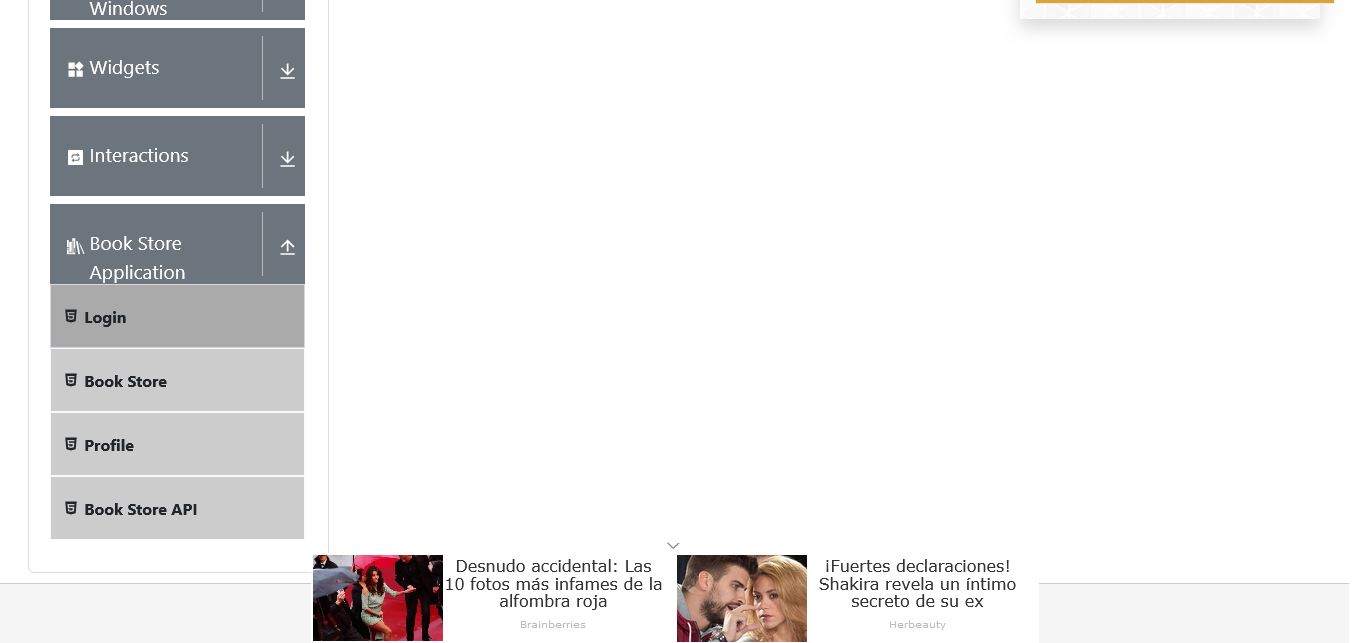 Windows
Widgets
Interactions
Book Store
Application
Login
Book Store
Profile
Book Store API
Desnudo accidental: Las
10 fotos más infames de la
alfombra roja
Brainberries
¡Fuertes declaraciones!
Shakira revela un íntimo
secreto de su ex
Herbeauty